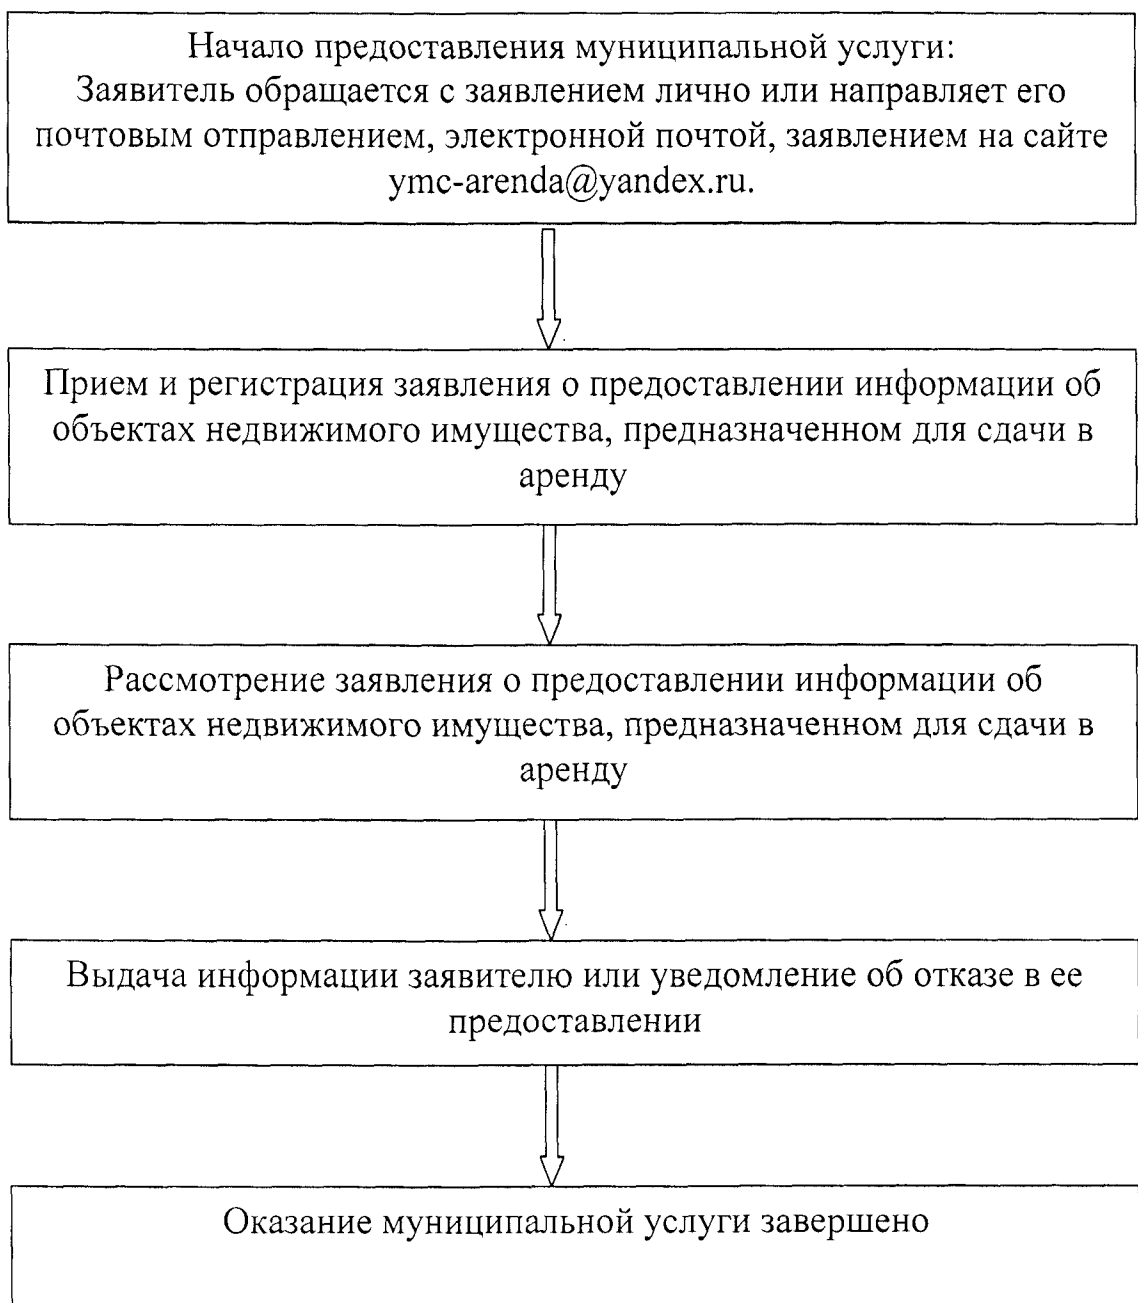 Начало предоставления муниципальной услуги:
Заявитель обращается с заявлением лично или направляет его
почтовым отправлением, электронной почтой, заявлением на сайте
ymc-arenda@yandex.ru.
Прием и регистрация заявления о предоставлении информации об
объектах недвижимого имущества, предназначенном для сдачи в
аренду
Рассмотрение заявления о предоставлении информации об
объектах недвижимого имущества, предназначенном для сдачи в
аренду
Выдача информации заявителю или уведомление об отказе в ее
предоставлении
Оказание муниципальной услуги завершено